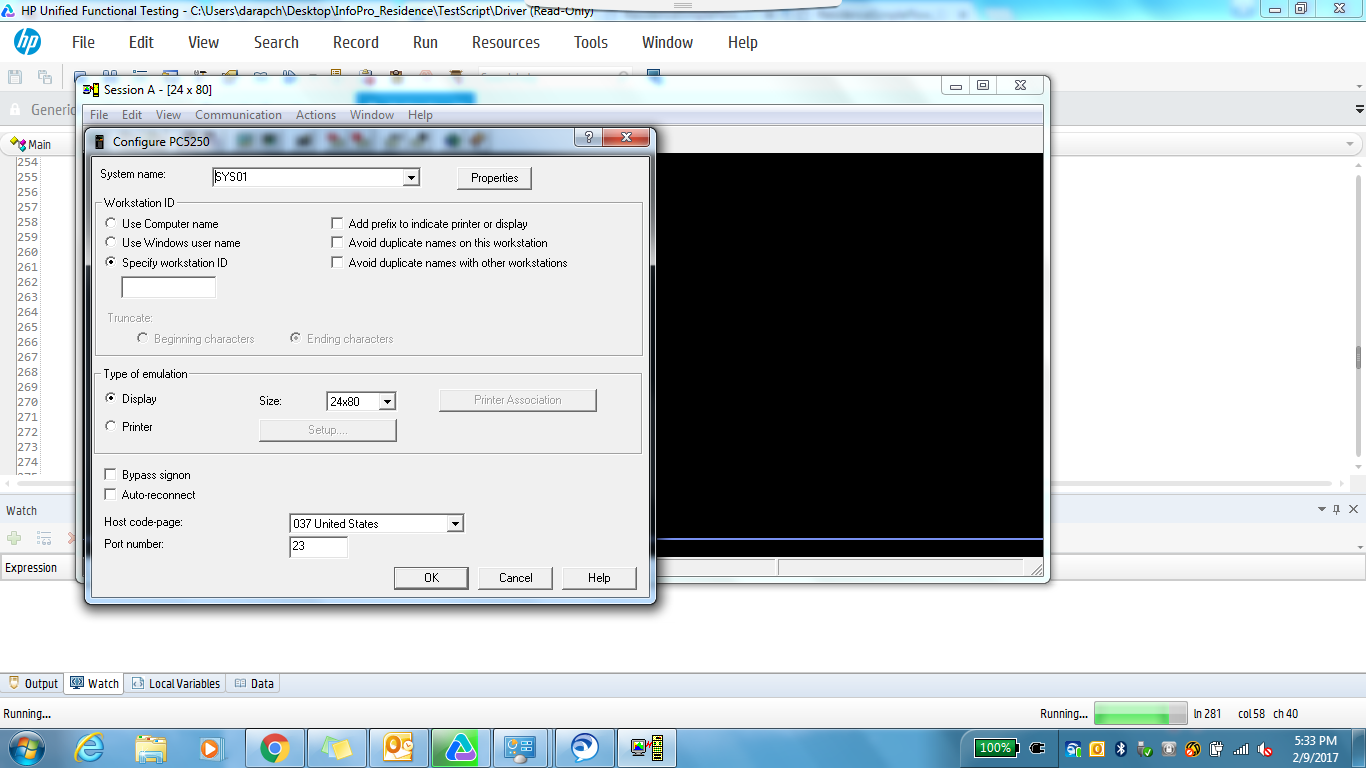 HP Unified Functional Testing - C:\Users\darapch\Desktop\InfoPro_Residence\TestScript\Driver (Read-Only)
hp File Edit View Search Record Run Resources Tools Window Help
Session A - [24 x 80]
Generic
File Edit View Communication Actions Window Help
Main
Configure PC5250
254
255
256
257
258
259
260
261
262
263
264
265
266
267
268
269
270
271
272
273
274
System name: SYS01 Properties
Workstation ID
Use Computer name Add prefix to indicate printer or display
Use Windows user name Avoid duplicate names on this workstation
Specify workstation ID Avoid duplicate names with other workstations
Truncate:
Beginning characters Ending characters
Type of emulation
Display Size: 24x80 Printer Association
Printer Setup....
Bypass signon
Auto-reconnect
Host code-page: 037 United States
Port number: 23
OK Cancel Help
Watch
Expression
Output Watch Local Variables Data
Running... Running... ln 281 col 58 ch 40
100% 5:33 PM
2/9/2017